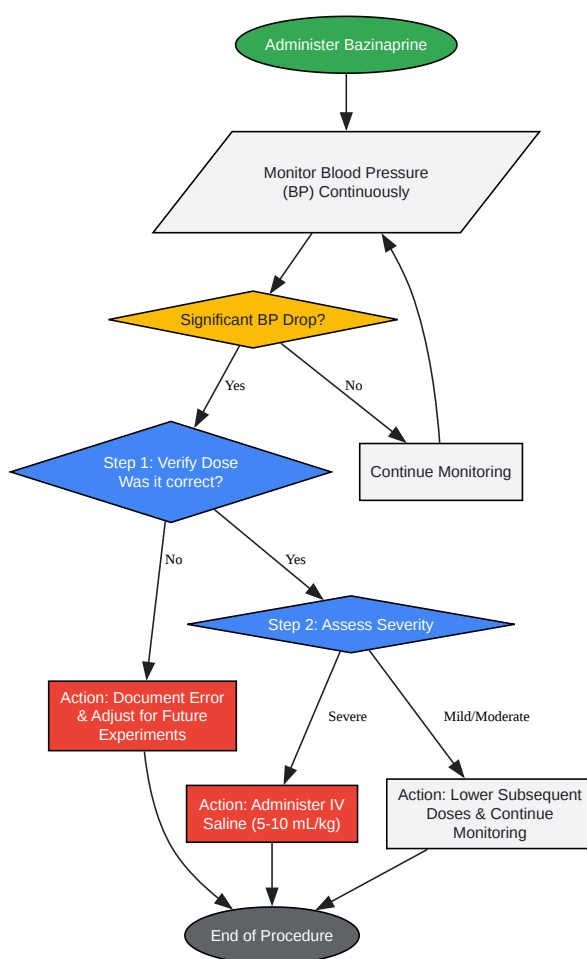 Administer Bazinaprine
Monitor Blood Pressure
(BP) Continuously
Significant BP Drop?
Yes
No
Step 1: Verify Dose
Was it correct?
Continue Monitoring
No
Yes
Step 2: Assess Severity
Action: Document Error
& Adjust for Future
Experiments
Severe
Mild/Moderate
Action: Administer IV
Saline (5-10 mL/kg)
Action: Lower Subsequent
Doses & Continue
Monitoring
End of Procedure